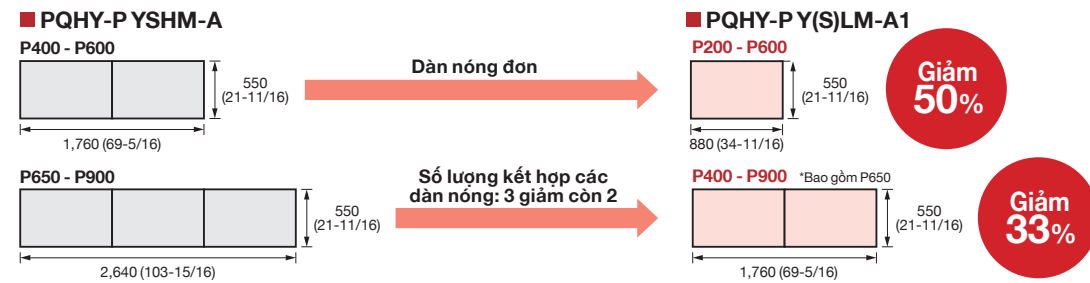 PQHY-P YSHM-A
P400 - P600
550
(21-11/16)
1,760 (69-5/16)
Dàn nóng đơn
PQHY-P Y(S)LM-A1
P200 - P600
550
(21-11/16)
880 (34-11/16)
Giảm
50%
P650 - P900
550
(21-11/16)
2,640 (103-15/16)
Số lượng kết hợp các
dàn nóng: 3 giảm còn 2
P400 - P900 *Bao gồm P650
550
(21-11/16)
1,760 (69-5/16)
Giảm
33%